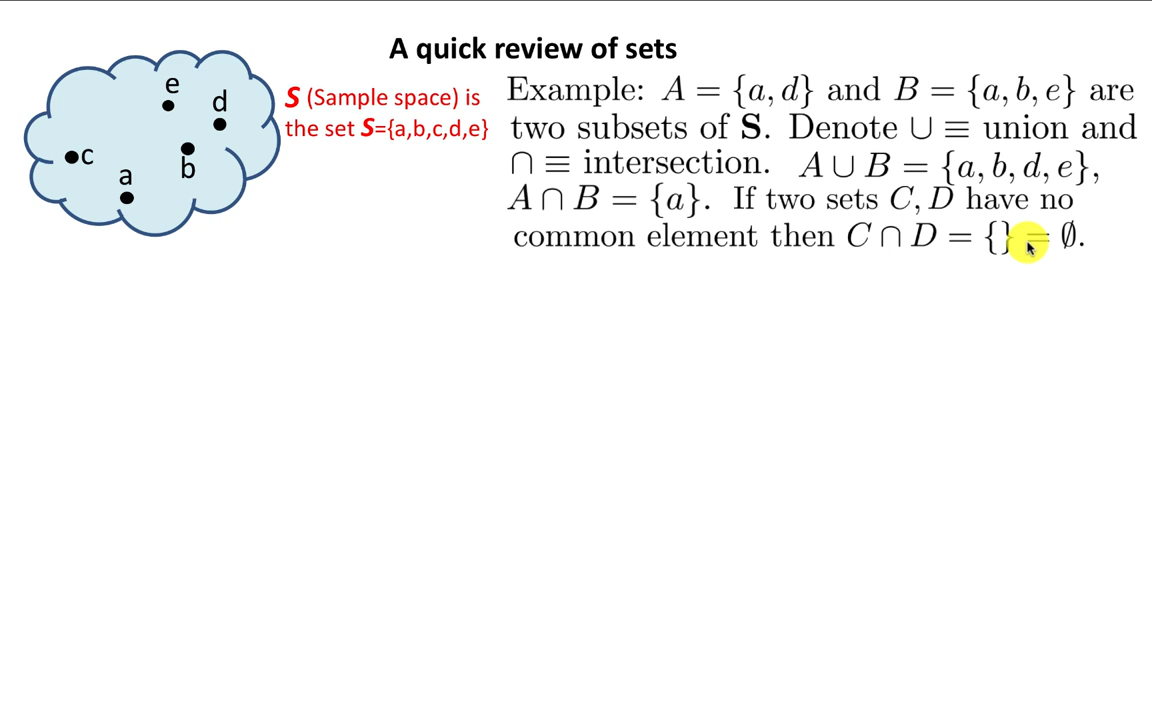 A quick review of sets
e
d
c
b
a
S (Sample space) is
the set S={a,b,c,d,e}
Example: A = {a, d} and B = {a, b, e} are
two subsets of S. Denote ∪ ≡ union and
∩ ≡ intersection. A ∪ B = {a, b, d, e},
A ∩ B = {a}. If two sets C, D have no
common element then C ∩ D = {} = ∅.